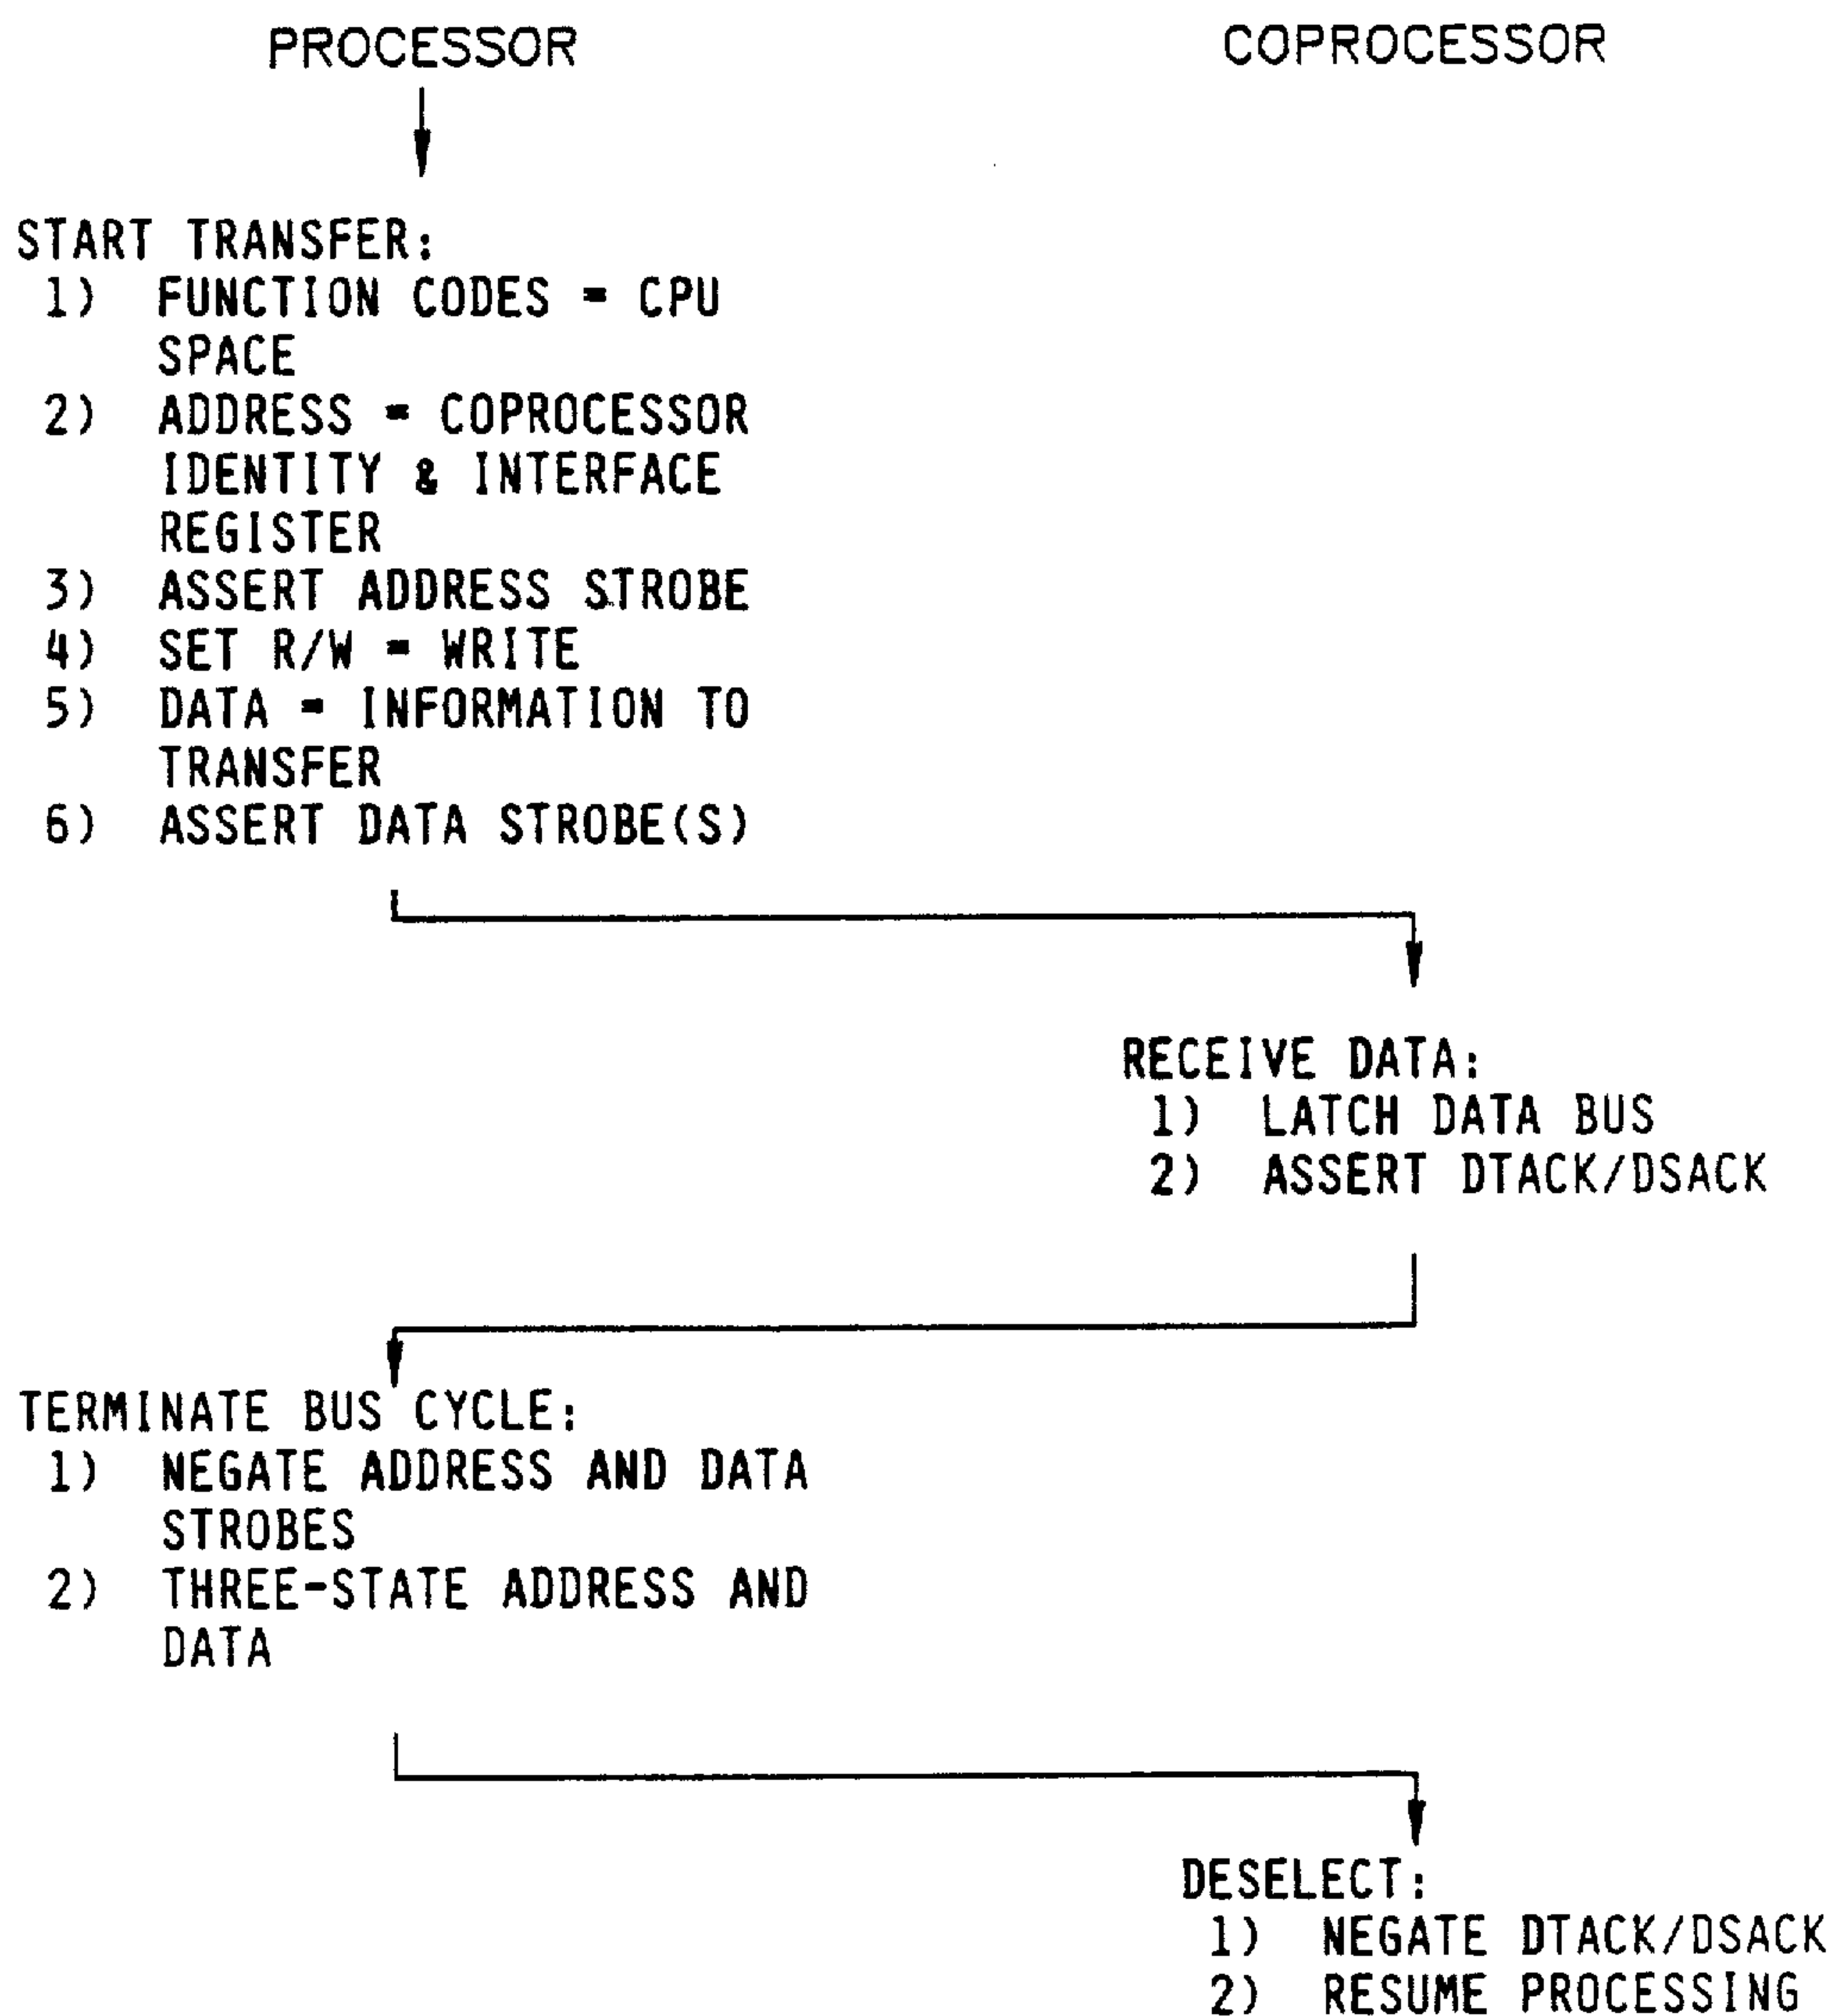 PROCESSOR
COPROCESSOR
START TRANSFER:
1) FUNCTION CODES = CPU
SPACE
2) ADDRESS = COPROCESSOR
IDENTITY & INTERFACE
REGISTER
3) ASSERT ADDRESS STROBE
4) SET R/W = WRITE
5) DATA = INFORMATION TO
TRANSFER
6) ASSERT DATA STROBE(S)
RECEIVE DATA:
1) LATCH DATA BUS
2) ASSERT DTACK/DSACK
TERMINATE BUS CYCLE:
1) NEGATE ADDRESS AND DATA
STROBES
2) THREE-STATE ADDRESS AND
DATA
DESELECT:
1) NEGATE DTACK/DSACK
2) RESUME PROCESSING